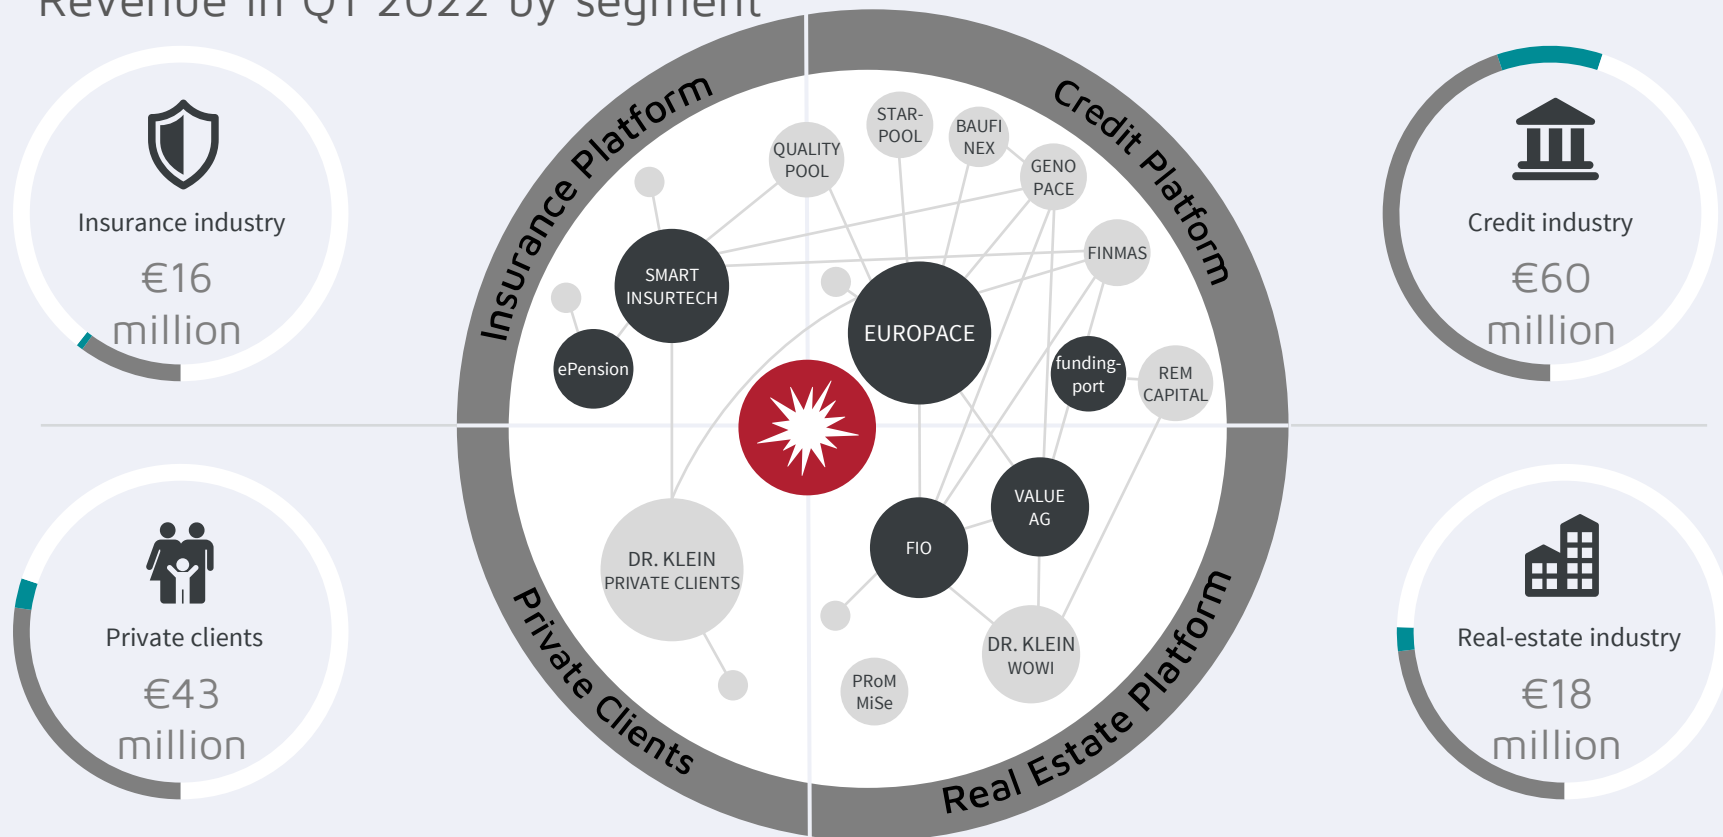 Revenue in Q1 2022 by segment
Insurance industry
€16
million
Private clients
€43
million
Insurance Platform
Credit Platform
Private Clients
Real Estate Platform
QUALITY
POOL
STAR-
POOL
BAUFI
NEX
GENO
PACE
FINMAS
SMART
INSURTECH
ePension
EUROPACE
funding-
port
REM
CAPITAL
VALUE
AG
FIO
DR. KLEIN
PRIVATE CLIENTS
DR. KLEIN
WOWI
PRoM
MiSe
Credit industry
€60
million
Real-estate industry
€18
million